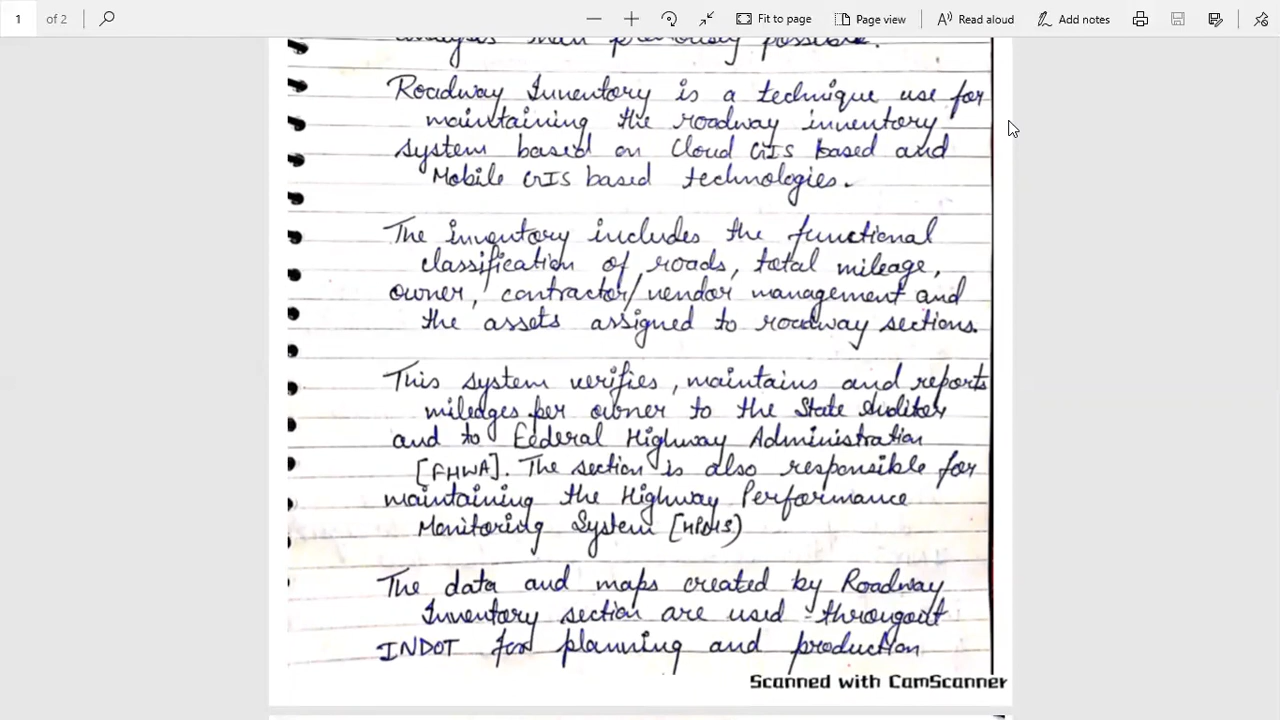 1 of 2 Fit to page Page view Read aloud Add notes
analysis than previously possible.
Roadway Inventory is a technique use for
maintaining the roadway inventory
system based on Cloud GIS based and
Mobile GIS based technologies.
The inventory includes the functional
classification of roads, total mileage,
owner, contractor/vendor management and
the assets assigned to roadway sections.
This system verifies, maintains and reports
mileages per owner to the State Auditor
and to Federal Highway Administration
[FHWA]. The section is also responsible for
maintaining the Highway Performance
Monitoring System [HPMS)
The data and maps created by Roadway
Inventory section are used througout
INDOT for planning and production
Scanned with CamScanner